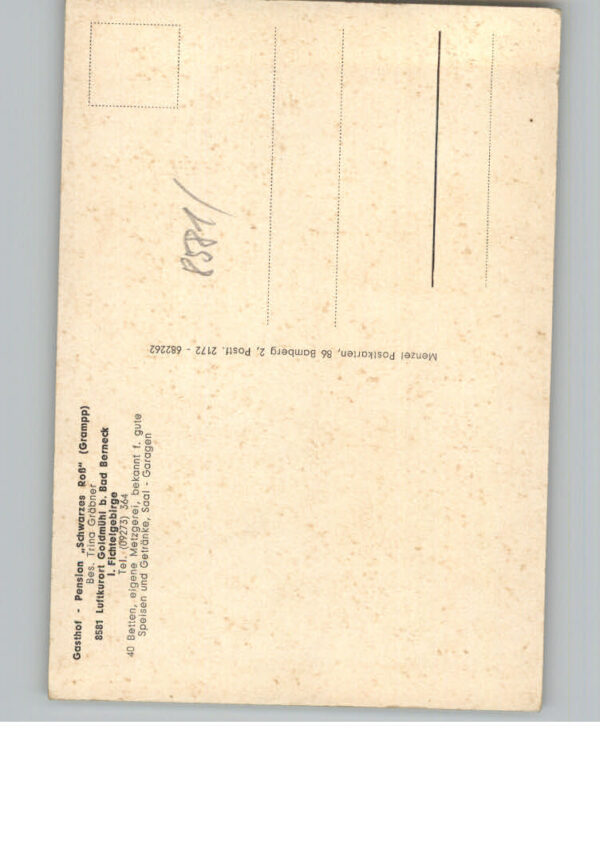 Gasthof - Pension „Schwarzes Roß" (Grampp)
Bes. Trina Gräbner
8581 Luftkurort Goldmühl b. Bad Berneck
i. Fichtelgebirge
Tel. (09273) 364
40 Betten, eigene Metzgerei, bekannt f. gute
Speisen und Getränke, Saal - Garagen
Menzel Postkarten, 86 Bamberg 2, Postf. 2172 - 682262
8581/